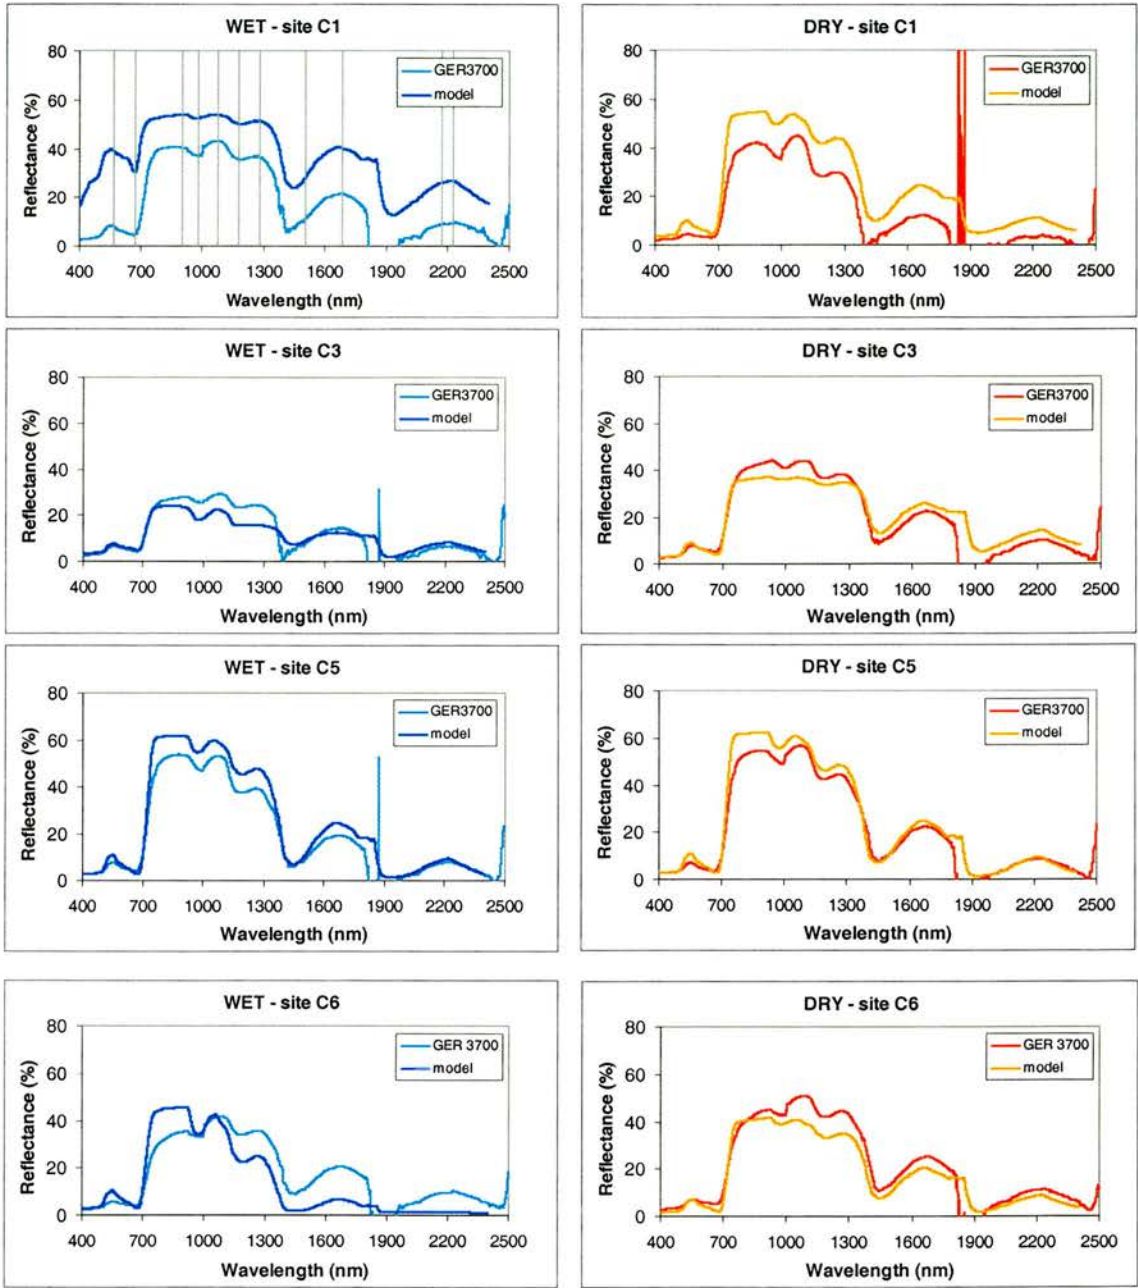 WET - site C1
Reflectance (%)
80
60
40
20
0
GER3700
model
400 700 1000 1300 1600 1900 2200 2500
Wavelength (nm)
DRY - site C1
Reflectance (%)
80
60
40
20
0
GER3700
model
400 700 1000 1300 1600 1900 2200 2500
Wavelength (nm)
WET - site C3
Reflectance (%)
80
60
40
20
0
GER3700
model
400 700 1000 1300 1600 1900 2200 2500
Wavelength (nm)
DRY - site C3
Reflectance (%)
80
60
40
20
0
GER3700
model
400 700 1000 1300 1600 1900 2200 2500
Wavelength (nm)
WET - site C5
Reflectance (%)
80
60
40
20
0
GER3700
model
400 700 1000 1300 1600 1900 2200 2500
Wavelength (nm)
DRY - site C5
Reflectance (%)
80
60
40
20
0
GER3700
model
400 700 1000 1300 1600 1900 2200 2500
Wavelength (nm)
WET - site C6
Reflectance (%)
80
60
40
20
0
GER 3700
model
400 700 1000 1300 1600 1900 2200 2500
Wavelength (nm)
DRY - site C6
Reflectance (%)
80
60
40
20
0
GER 3700
model
400 700 1000 1300 1600 1900 2200 2500
Wavelength (nm)